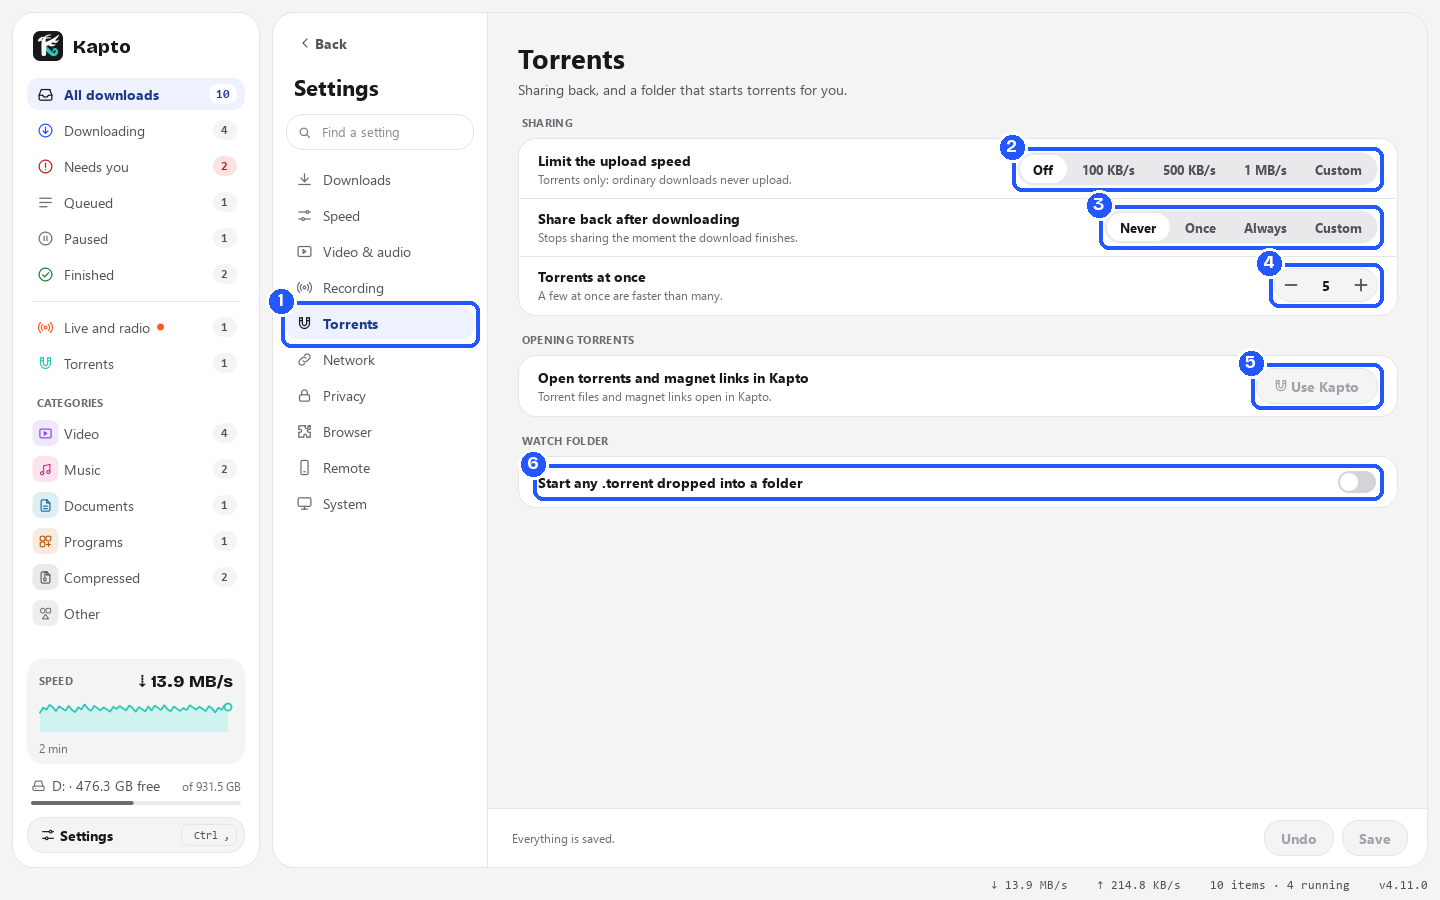 Kapto
All downloads 10
Downloading 4
Needs you 2
Queued 1
Paused 1
Finished 2
Live and radio 1
Torrents 1
CATEGORIES
Video 4
Music 2
Documents 1
Programs 1
Compressed 2
Other
SPEED ↓ 13.9 MB/s
2 min
D: · 476.3 GB free of 931.5 GB
Settings Ctrl ,
Back
Settings
Find a setting
Downloads
Speed
Video & audio
Recording
1
Torrents
Network
Privacy
Browser
Remote
System
Torrents
Sharing back, and a folder that starts torrents for you.
SHARING
2
Limit the upload speed
Torrents only: ordinary downloads never upload.
Off 100 KB/s 500 KB/s 1 MB/s Custom
3
Share back after downloading
Stops sharing the moment the download finishes.
Never Once Always Custom
4
Torrents at once
A few at once are faster than many.
− 5 +
OPENING TORRENTS
5
Open torrents and magnet links in Kapto
Torrent files and magnet links open in Kapto.
Use Kapto
WATCH FOLDER
6
Start any .torrent dropped into a folder
Everything is saved.
Undo Save
↓ 13.9 MB/s ↑ 214.8 KB/s 10 items · 4 running v4.11.0